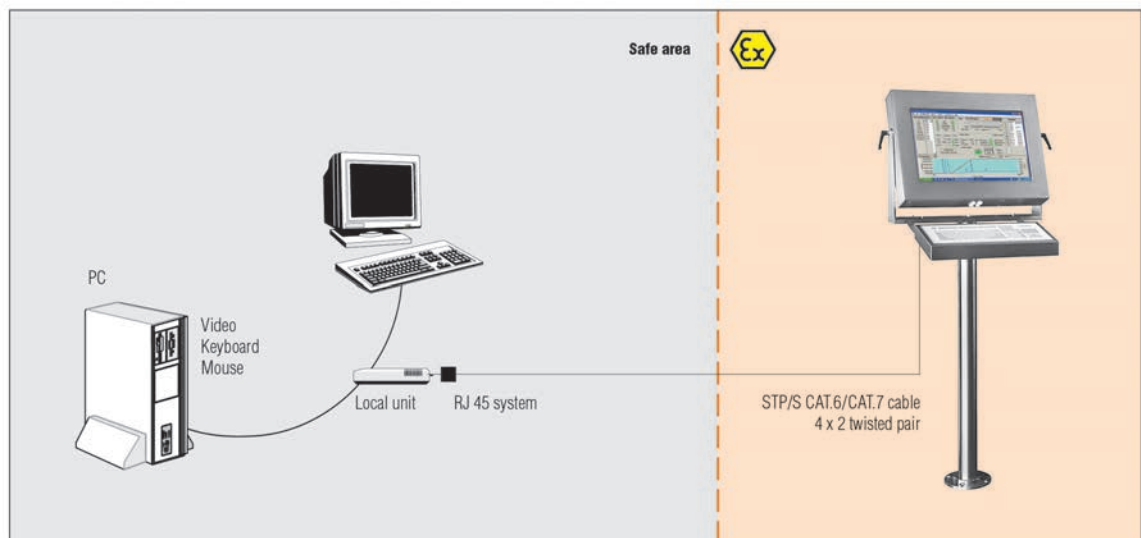 Safe area
Ex
PC
Video
Keyboard
Mouse
Local unit
RJ 45 system
STP/S CAT.6/CAT.7 cable
4 x 2 twisted pair